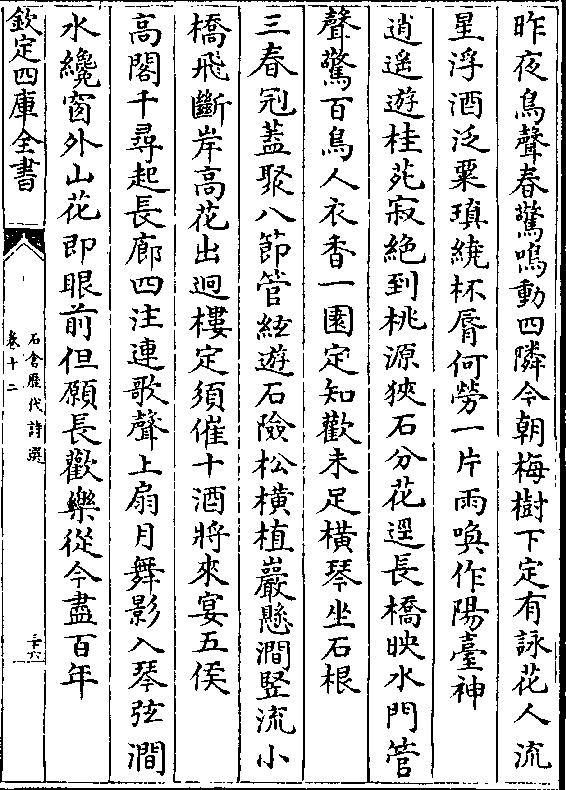 昨夜鳥聲春驚鳴動四隣今朝梅樹下定有詠花人流
星浮酒泛粟瑱繞杯脣何勞一片雨喚作陽臺神
逍遥遊桂苑寂絶到桃源狹石分花逕長橋映水門管
聲驚百鳥人衣香一園定知歡未足橫琴坐石根
三春冠蓋聚八節管絃遊石險松橫植巖懸澗竪流小
橋飛斷岸高花出迥樓定須催十酒將來宴五侯
高閣千尋起長廊四注連歌聲上扇月舞影入琴弦澗
水纔窗外山花即眼前但願長歡樂從今盡百年
欽定四庫全書
石倉歷代詩選
卷十二
三十六